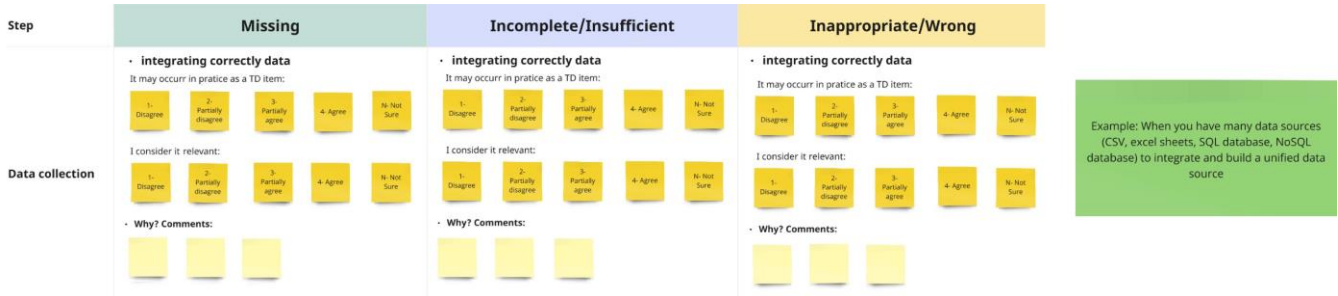 Step
Missing
Incomplete/Insufficient
Inappropriate/Wrong
Data collection
· integrating correctly data
It may occurr in pratice as a TD item:
1-
Disagree
2-
Partially
disagree
3-
Partially
agree
4- Agree
N- Not
Sure
I consider it relevant:
1-
Disagree
2-
Partially
disagree
3-
Partially
agree
4- Agree
N- Not
Sure
· Why? Comments:
· integrating correctly data
It may occurr in pratice as a TD item:
1-
Disagree
2-
Partially
disagree
3-
Partially
agree
4- Agree
N- Not
Sure
I consider it relevant:
1-
Disagree
2-
Partially
disagree
3-
Partially
agree
4- Agree
N- Not
Sure
· Why? Comments:
· integrating correctly data
It may occurr in pratice as a TD item:
1-
Disagree
2-
Partially
disagree
3-
Partially
agree
4- Agree
N- Not
Sure
I consider it relevant:
1-
Disagree
2-
Partially
disagree
3-
Partially
agree
4- Agree
N- Not
Sure
· Why? Comments:
Example: When you have many data sources
(CSV, excel sheets, SQL database, NoSQL
database) to integrate and build a unified data
source